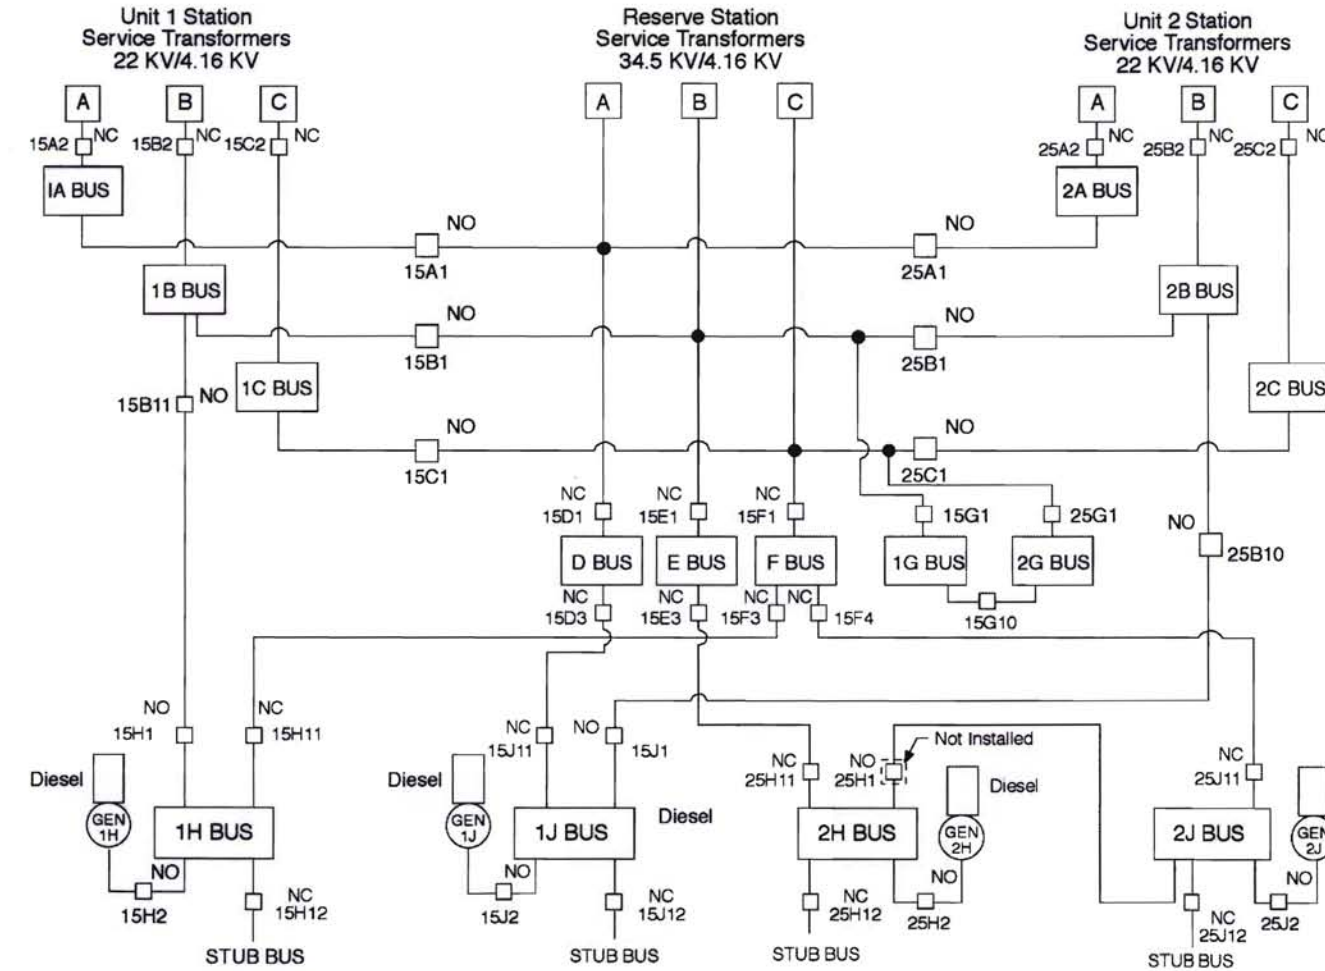 Unit 1 Station
Service Transformers
22 KV/4.16 KV
Reserve Station
Service Transformers
34.5 KV/4.16 KV
Unit 2 Station
Service Transformers
22 KV/4.16 KV
A
B
C
A
B
C
A
B
C
15A2
NC
15B2
NC
15C2
NC
25A2
NC
25B2
NC
25C2
NC
IA BUS
2A BUS
NO
15A1
NO
25A1
1B BUS
2B BUS
NO
15B1
NO
25B1
1C BUS
2C BUS
15B11
NO
NO
15C1
NO
25C1
NC
15D1
NC
15E1
NC
15F1
15G1
25G1
NO
25B10
D BUS
E BUS
F BUS
1G BUS
2G BUS
NC
15D3
NC
15E3
NC
15F3
NC
15F4
15G10
NO
15H1
NC
15H11
NC
15J11
NO
15J1
NC
25H11
NO
25H1
Not Installed
NC
25J11
Diesel
GEN
1H
1H BUS
Diesel
GEN
1J
1J BUS
Diesel
2H BUS
GEN
2H
Diesel
2J BUS
GEN
2J
NO
15H2
NC
15H12
NO
15J2
NC
15J12
NC
25H12
NO
25H2
NC
25J12
NO
25J2
STUB BUS
STUB BUS
STUB BUS
STUB BUS